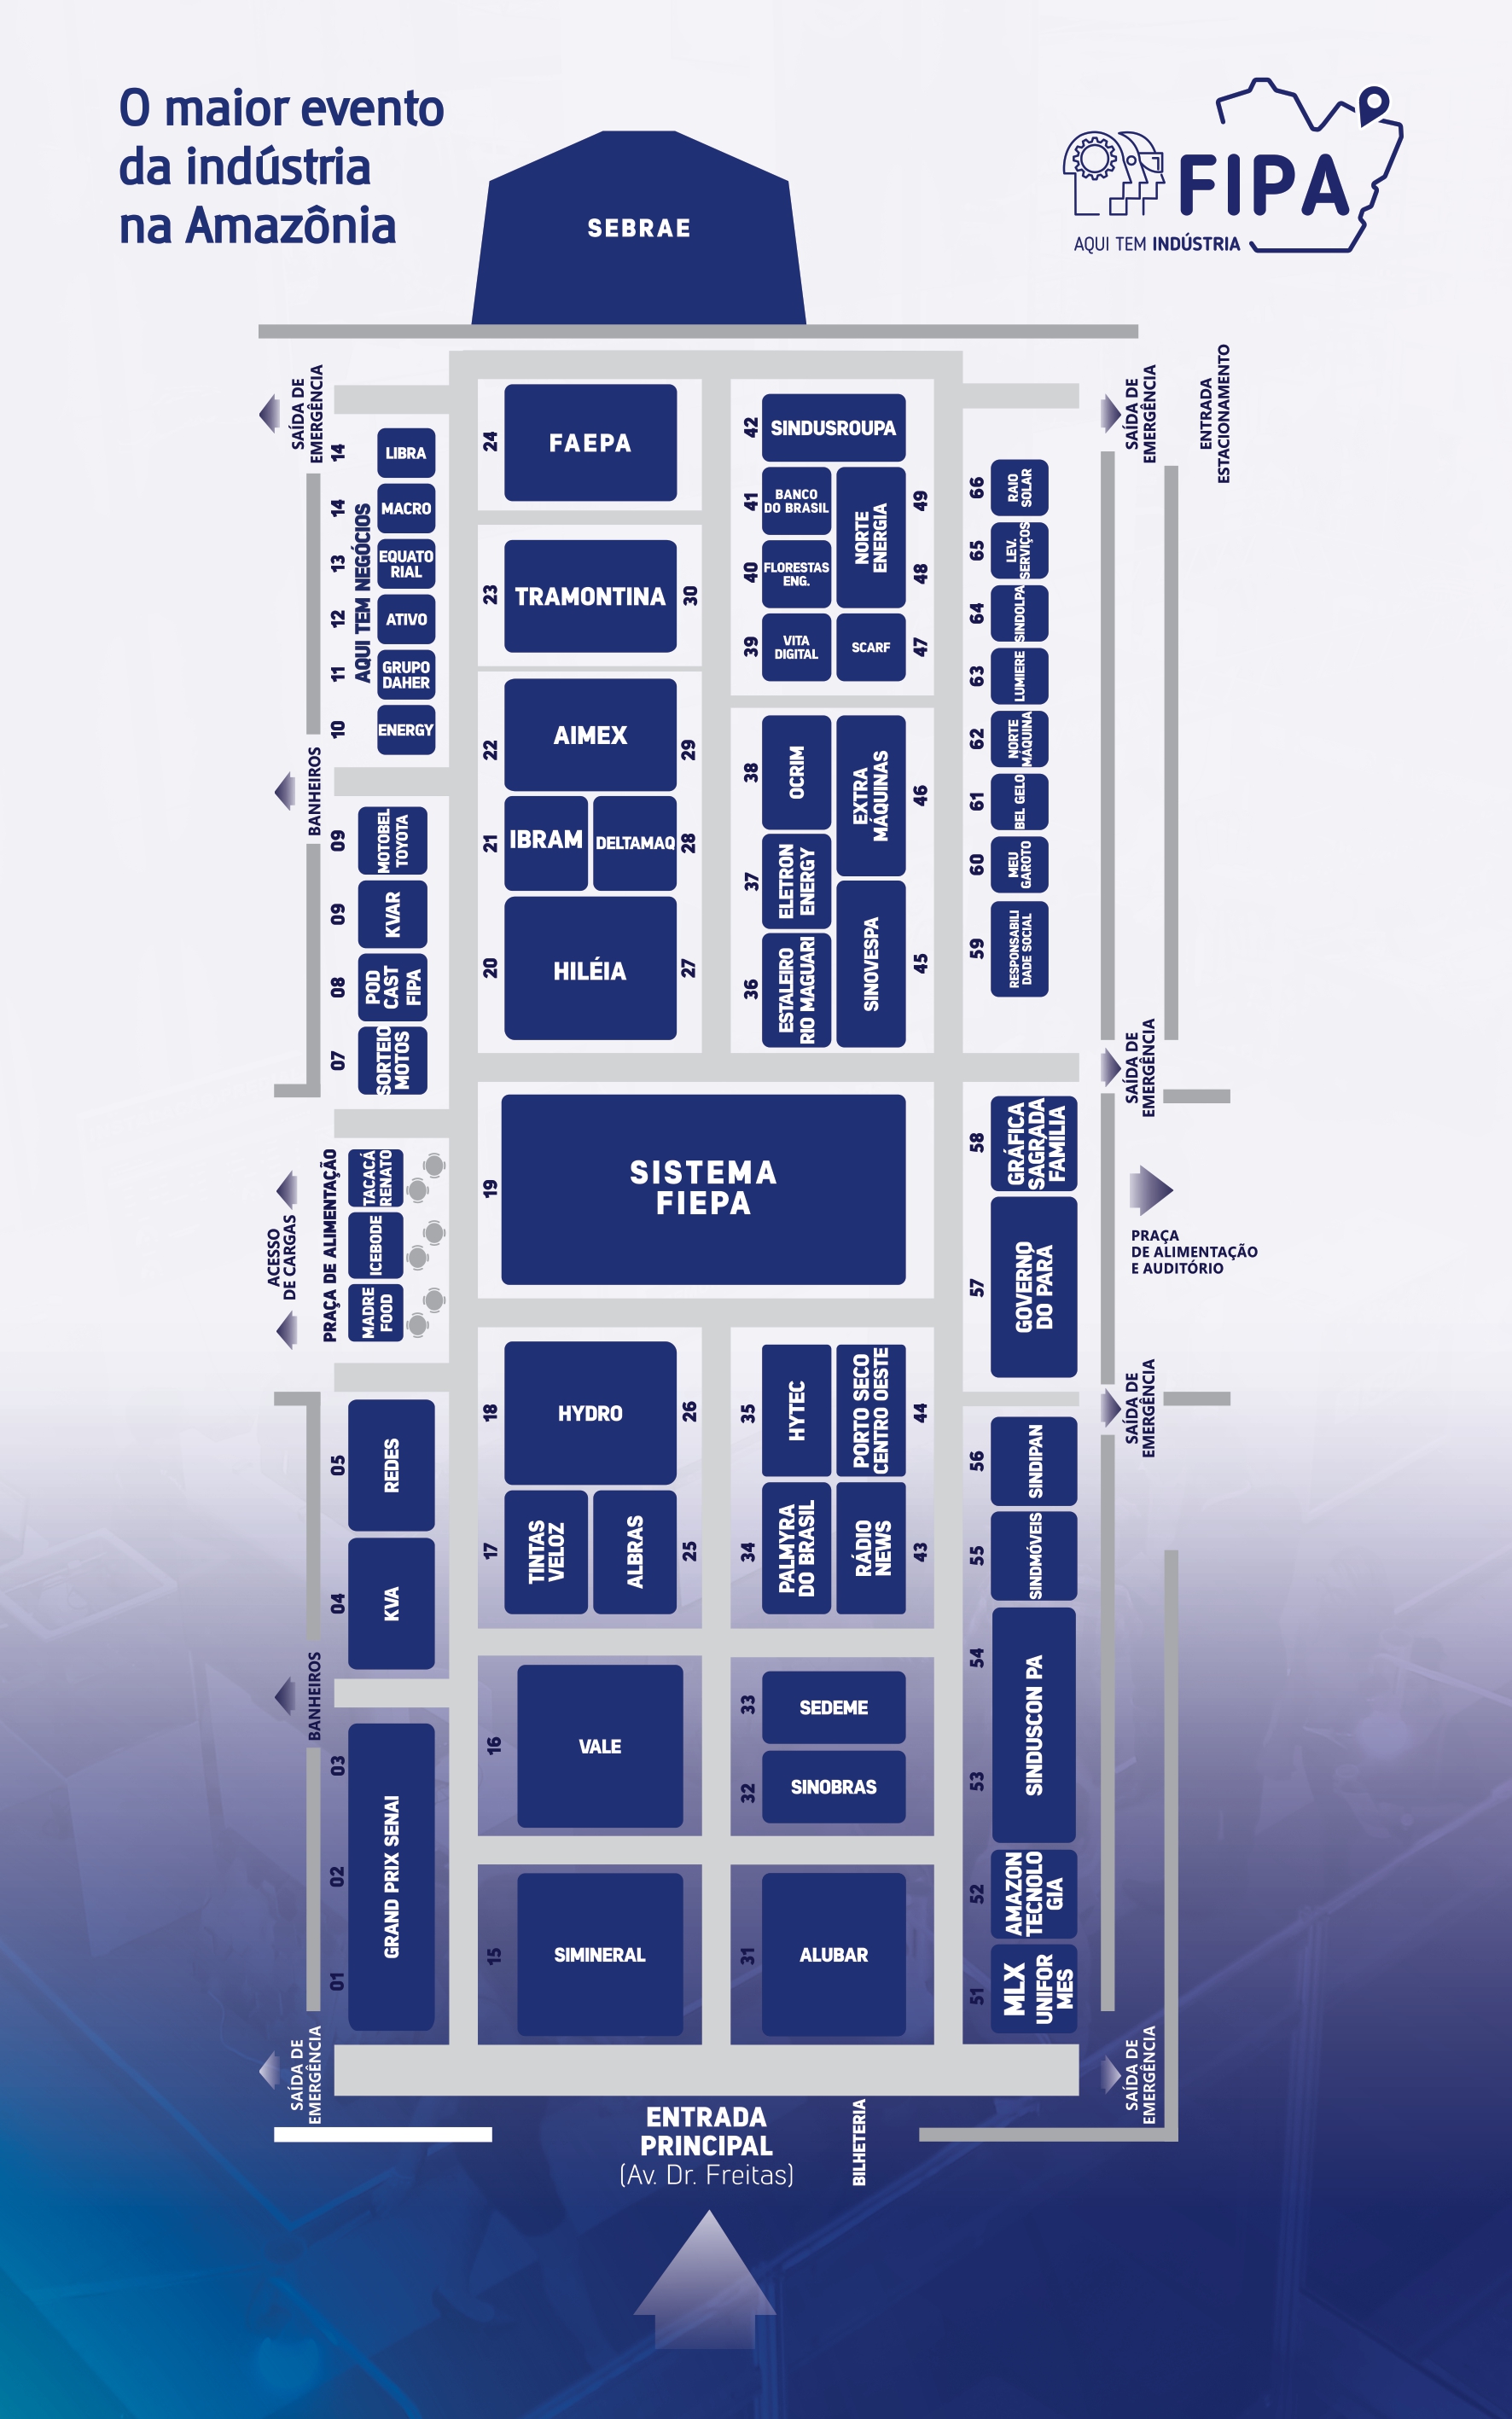 O maior evento
da indústria
na Amazônia
FIPA
AQUI TEM INDÚSTRIA
SEBRAE
SAÍDA DE
EMERGÊNCIA
14
LIBRA
14
MACRO
13
EQUATO
RIAL
12
ATIVO
11
GRUPO
DAHER
10
ENERGY
AQUI TEM NEGÓCIOS
BANHEIROS
09
MOTOBEL
TOYOTA
09
KVAR
08
POD
CAST
FIPA
07
SORTEIO
MOTOS
ACESSO
DE CARGAS
PRAÇA DE ALIMENTAÇÃO
TACACÁ
RENATO
ICEBODE
MADRE
FOOD
05
REDES
04
KVA
BANHEIROS
03
02
01
GRAND PRIX SENAI
SAÍDA DE
EMERGÊNCIA
24
FAEPA
23
TRAMONTINA
30
22
AIMEX
29
21
IBRAM
DELTAMAQ
28
20
HILÉIA
27
19
SISTEMA
FIEPA
18
HYDRO
26
17
TINTAS
VELOZ
ALBRAS
25
16
VALE
15
SIMINERAL
42
SINDUSROUPA
41
BANCO
DO BRASIL
49
NORTE
ENERGIA
40
FLORESTAS
ENG.
48
39
VITA
DIGITAL
SCARF
47
38
OCRIM
EXTRA
MÁQUINAS
46
37
ELETRON
ENERGY
36
ESTALEIRO
RIO MAGUARI
SINOVESPA
45
35
HYTEC
PORTO SECO
CENTRO OESTE
44
34
PALMYRA
DO BRASIL
RÁDIO
NEWS
43
33
SEDEME
32
SINOBRAS
31
ALUBAR
SAÍDA DE
EMERGÊNCIA
ENTRADA
ESTACIONAMENTO
66
RAIO
SOLAR
65
LEV.
SERVIÇOS
64
SINDOLPA
63
LUMIERE
62
NORTE
MÁQUINA
61
BEL GELO
60
MEU
GAROTO
59
RESPONSABILI
DADE SOCIAL
SAÍDA DE
EMERGÊNCIA
58
GRÁFICA
SAGRADA
FAMILIA
57
GOVERNO
DO PARÁ
PRAÇA
DE ALIMENTAÇÃO
E AUDITÓRIO
SAÍDA DE
EMERGÊNCIA
56
SINDIPAN
55
SINDMÓVEIS
54
53
SINDUSCON PA
52
AMAZON
TECNOLO
GIA
51
MLX
UNIFOR
MES
SAÍDA DE
EMERGÊNCIA
ENTRADA
PRINCIPAL
(Av. Dr. Freitas)
BILHETERIA